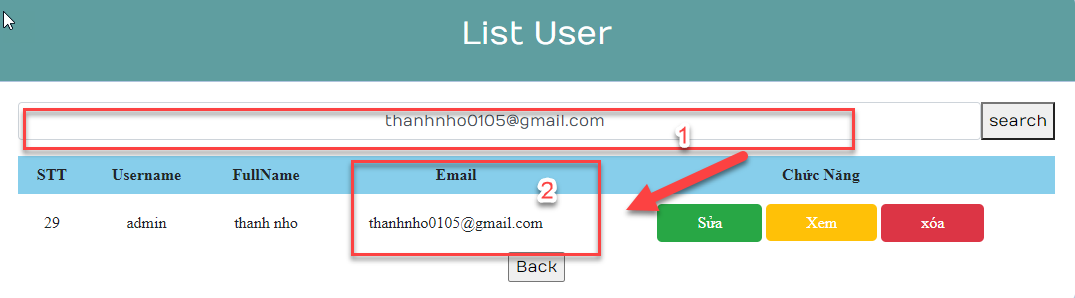 List User
thanhnho0105@gmail.com search
1
STT Username FullName Email Chức Năng
2
29 admin thanh nho thanhnho0105@gmail.com Sửa Xem xóa
Back